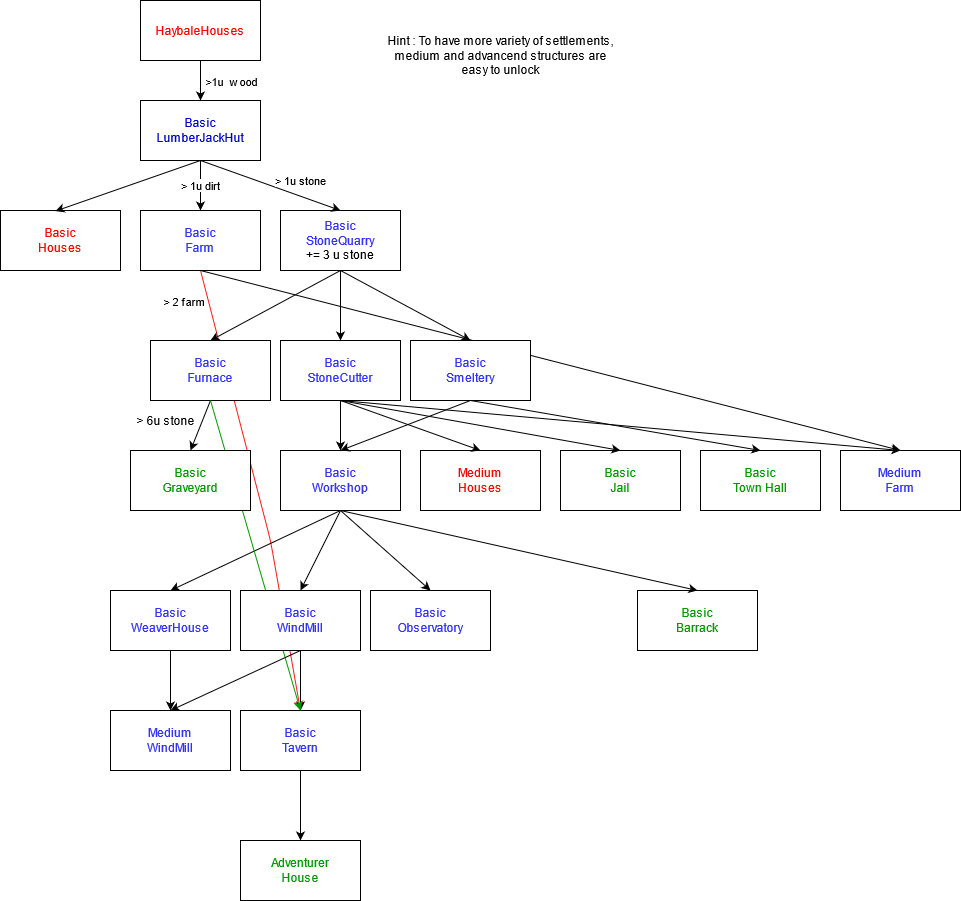 HaybaleHouses
Hint : To have more variety of settlements,
medium and advancend structures are
easy to unlock
>1u  wood
Basic
LumberJackHut
> 1u dirt
> 1u stone
Basic
Houses
Basic
Farm
Basic
StoneQuarry
+= 3 u stone
> 2 farm
Basic
Furnace
Basic
StoneCutter
Basic
Smeltery
> 6u stone
Basic
Graveyard
Basic
Workshop
Medium
Houses
Basic
Jail
Basic
Town Hall
Medium
Farm
Basic
WeaverHouse
Basic
WindMill
Basic
Observatory
Basic
Barrack
Medium
WindMill
Basic
Tavern
Adventurer
House